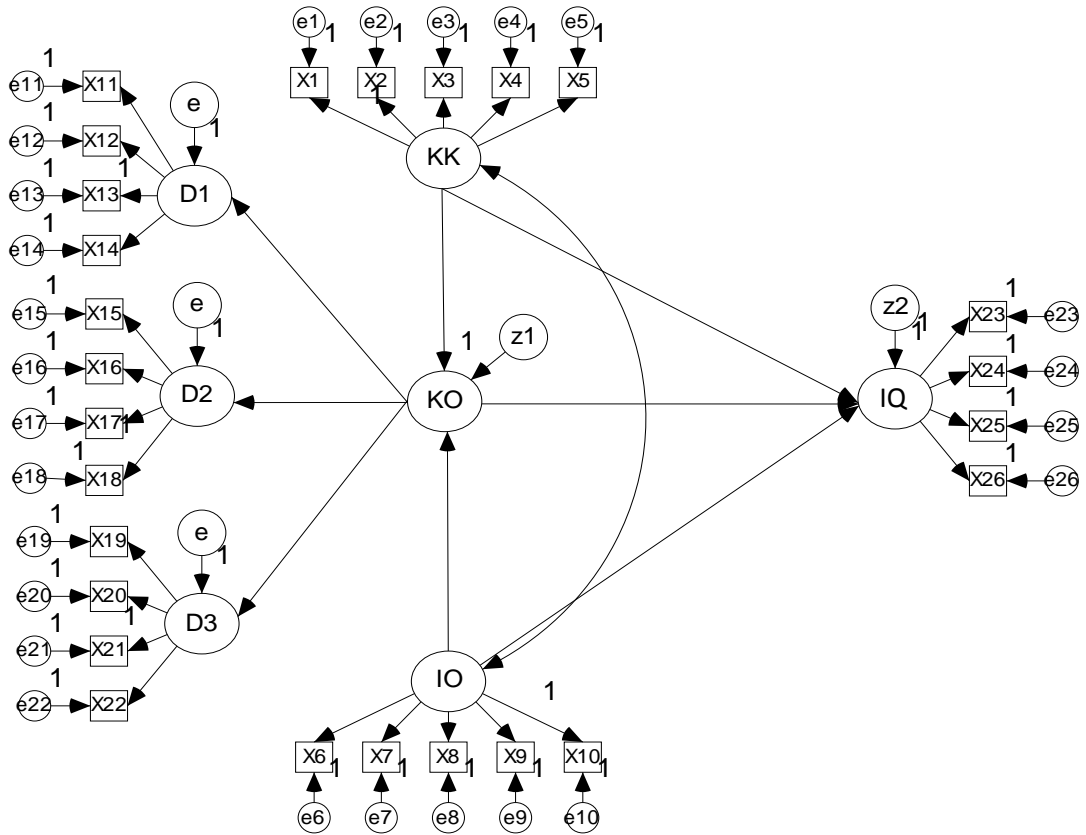 e1 e2 e3 e4 e5
1 1 1 1 1
X1 X2 X3 X4 X5
1
KK
1
e11 X11
e
1
1
e12 X12
1 1
e13 X13
D1
1
e14 X14
1
e15 X15
e
1
1
e16 X16
1
e17 X17 1
D2
1
e18 X18
1
z1
KO
z2
1
1
1
X23 e23
1
X24 e24
IQ
1
X25 e25
1
X26 e26
1
e19 X19
e
1
1
e20 X20
1
1
e21 X21
D3
1
e22 X22
IO
1
X6 X7 X8 X9 X10
1 1 1 1 1
e6 e7 e8 e9 e10